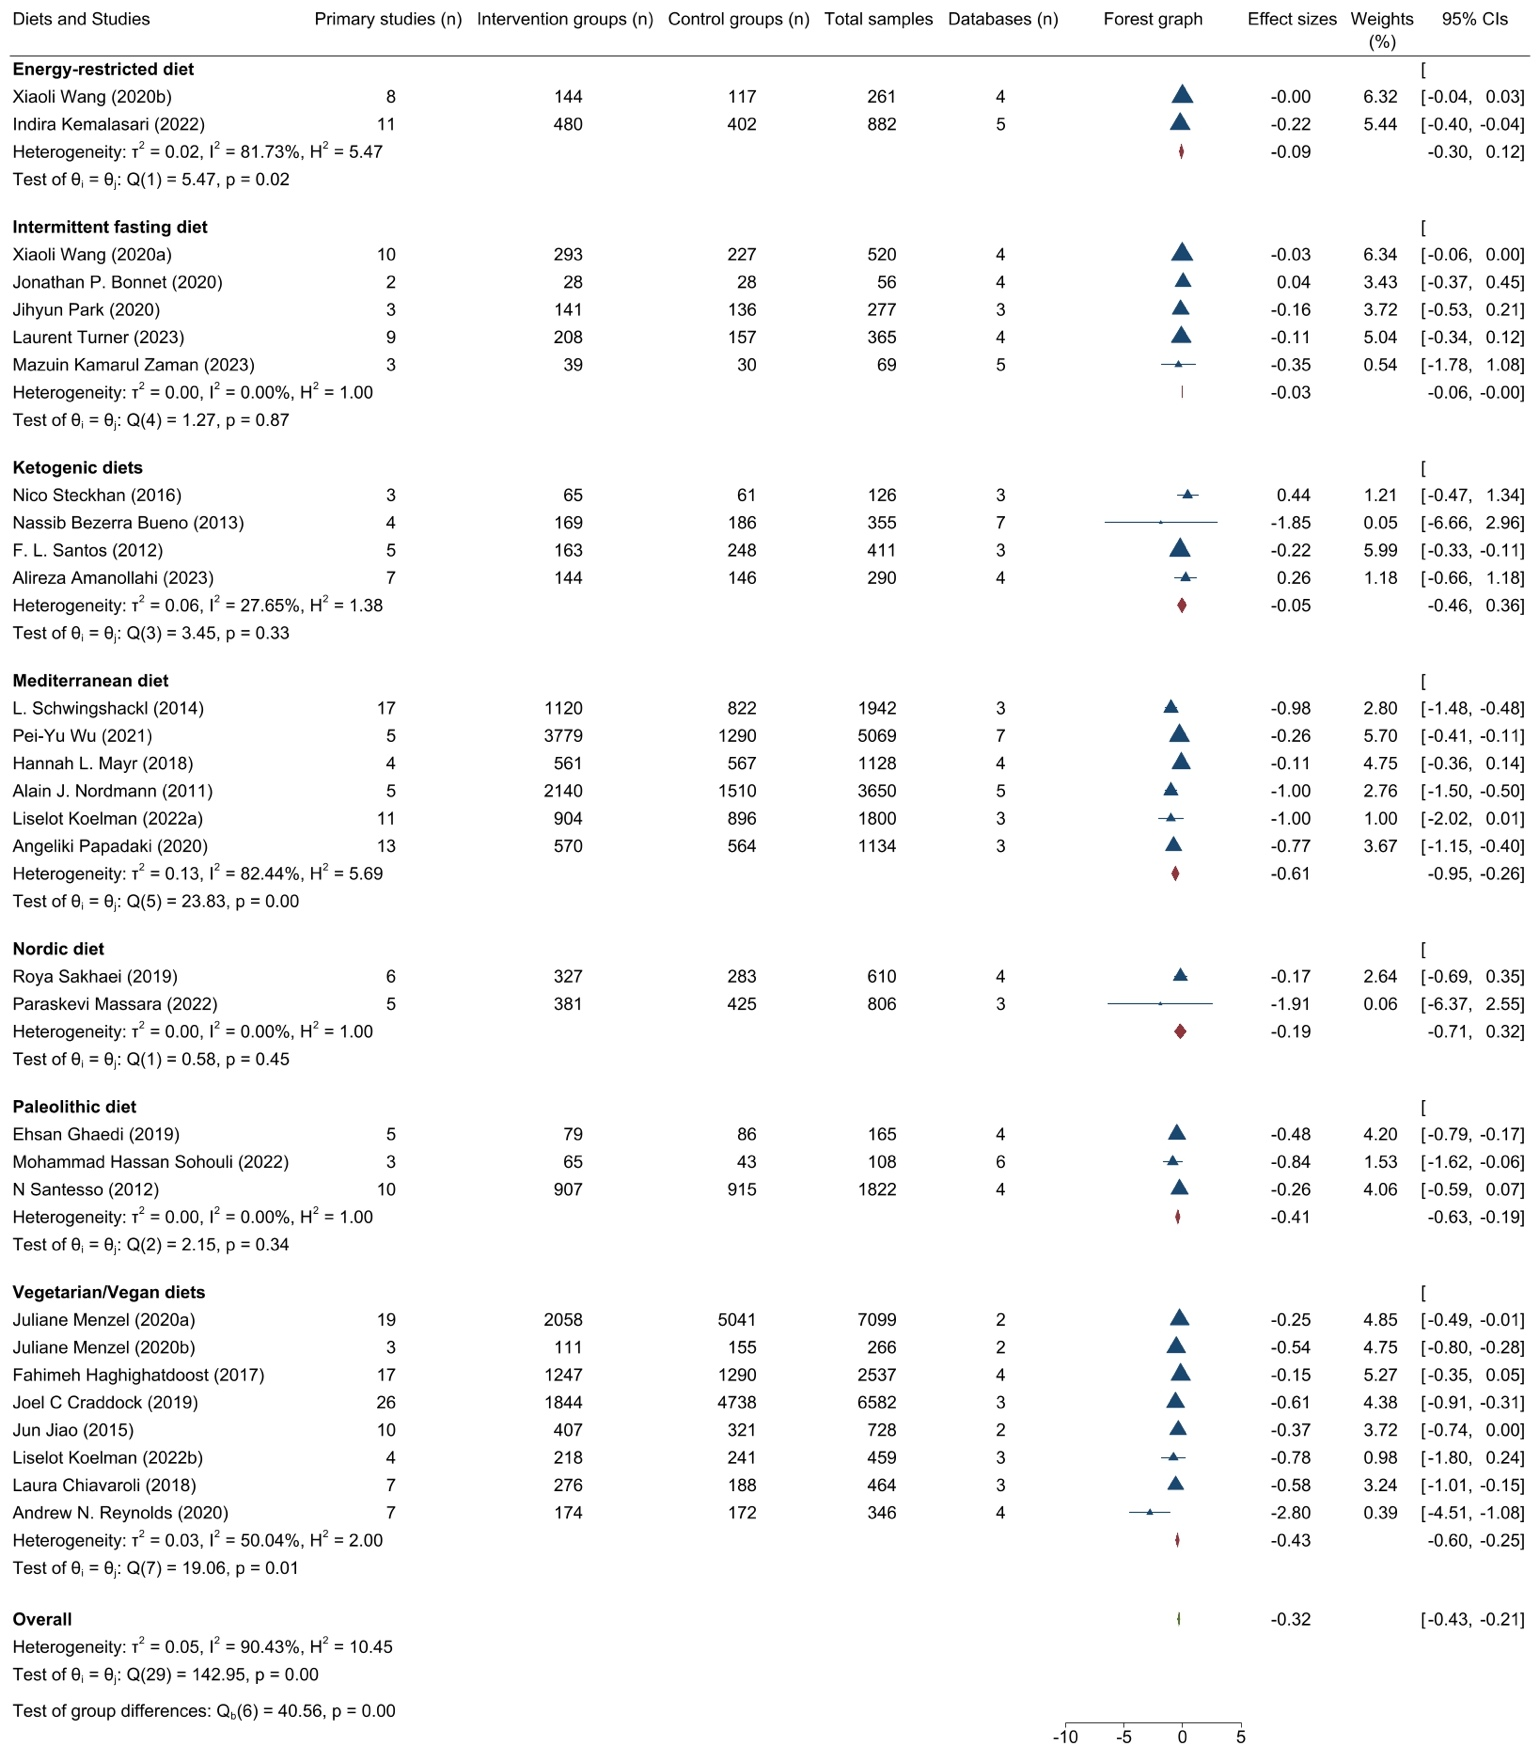 Diets and Studies Primary studies (n) Intervention groups (n) Control groups (n) Total samples Databases (n) Forest graph Effect sizes Weights (%) 95% CIs
Energy-restricted diet [
Xiaoli Wang (2020b) 8 144 117 261 4 -0.00 6.32 [-0.04, 0.03]
Indira Kemalasari (2022) 11 480 402 882 5 -0.22 5.44 [-0.40, -0.04]
Heterogeneity: τ² = 0.02, I² = 81.73%, H² = 5.47 -0.09 -0.30, 0.12]
Test of θᵢ = θⱼ: Q(1) = 5.47, p = 0.02
Intermittent fasting diet [
Xiaoli Wang (2020a) 10 293 227 520 4 -0.03 6.34 [-0.06, 0.00]
Jonathan P. Bonnet (2020) 2 28 28 56 4 0.04 3.43 [-0.37, 0.45]
Jihyun Park (2020) 3 141 136 277 3 -0.16 3.72 [-0.53, 0.21]
Laurent Turner (2023) 9 208 157 365 4 -0.11 5.04 [-0.34, 0.12]
Mazuin Kamarul Zaman (2023) 3 39 30 69 5 -0.35 0.54 [-1.78, 1.08]
Heterogeneity: τ² = 0.00, I² = 0.00%, H² = 1.00 -0.03 -0.06, -0.00]
Test of θᵢ = θⱼ: Q(4) = 1.27, p = 0.87
Ketogenic diets [
Nico Steckhan (2016) 3 65 61 126 3 0.44 1.21 [-0.47, 1.34]
Nassib Bezerra Bueno (2013) 4 169 186 355 7 -1.85 0.05 [-6.66, 2.96]
F. L. Santos (2012) 5 163 248 411 3 -0.22 5.99 [-0.33, -0.11]
Alireza Amanollahi (2023) 7 144 146 290 4 0.26 1.18 [-0.66, 1.18]
Heterogeneity: τ² = 0.06, I² = 27.65%, H² = 1.38 -0.05 -0.46, 0.36]
Test of θᵢ = θⱼ: Q(3) = 3.45, p = 0.33
Mediterranean diet [
L. Schwingshackl (2014) 17 1120 822 1942 3 -0.98 2.80 [-1.48, -0.48]
Pei-Yu Wu (2021) 5 3779 1290 5069 7 -0.26 5.70 [-0.41, -0.11]
Hannah L. Mayr (2018) 4 561 567 1128 4 -0.11 4.75 [-0.36, 0.14]
Alain J. Nordmann (2011) 5 2140 1510 3650 5 -1.00 2.76 [-1.50, -0.50]
Liselot Koelman (2022a) 11 904 896 1800 3 -1.00 1.00 [-2.02, 0.01]
Angeliki Papadaki (2020) 13 570 564 1134 3 -0.77 3.67 [-1.15, -0.40]
Heterogeneity: τ² = 0.13, I² = 82.44%, H² = 5.69 -0.61 -0.95, -0.26]
Test of θᵢ = θⱼ: Q(5) = 23.83, p = 0.00
Nordic diet [
Roya Sakhaei (2019) 6 327 283 610 4 -0.17 2.64 [-0.69, 0.35]
Paraskevi Massara (2022) 5 381 425 806 3 -1.91 0.06 [-6.37, 2.55]
Heterogeneity: τ² = 0.00, I² = 0.00%, H² = 1.00 -0.19 -0.71, 0.32]
Test of θᵢ = θⱼ: Q(1) = 0.58, p = 0.45
Paleolithic diet [
Ehsan Ghaedi (2019) 5 79 86 165 4 -0.48 4.20 [-0.79, -0.17]
Mohammad Hassan Sohouli (2022) 3 65 43 108 6 -0.84 1.53 [-1.62, -0.06]
N Santesso (2012) 10 907 915 1822 4 -0.26 4.06 [-0.59, 0.07]
Heterogeneity: τ² = 0.00, I² = 0.00%, H² = 1.00 -0.41 -0.63, -0.19]
Test of θᵢ = θⱼ: Q(2) = 2.15, p = 0.34
Vegetarian/Vegan diets [
Juliane Menzel (2020a) 19 2058 5041 7099 2 -0.25 4.85 [-0.49, -0.01]
Juliane Menzel (2020b) 3 111 155 266 2 -0.54 4.75 [-0.80, -0.28]
Fahimeh Haghighatdoost (2017) 17 1247 1290 2537 4 -0.15 5.27 [-0.35, 0.05]
Joel C Craddock (2019) 26 1844 4738 6582 3 -0.61 4.38 [-0.91, -0.31]
Jun Jiao (2015) 10 407 321 728 2 -0.37 3.72 [-0.74, 0.00]
Liselot Koelman (2022b) 4 218 241 459 3 -0.78 0.98 [-1.80, 0.24]
Laura Chiavaroli (2018) 7 276 188 464 3 -0.58 3.24 [-1.01, -0.15]
Andrew N. Reynolds (2020) 7 174 172 346 4 -2.80 0.39 [-4.51, -1.08]
Heterogeneity: τ² = 0.03, I² = 50.04%, H² = 2.00 -0.43 -0.60, -0.25]
Test of θᵢ = θⱼ: Q(7) = 19.06, p = 0.01
Overall -0.32 [-0.43, -0.21]
Heterogeneity: τ² = 0.05, I² = 90.43%, H² = 10.45
Test of θᵢ = θⱼ: Q(29) = 142.95, p = 0.00
Test of group differences: Q_b(6) = 40.56, p = 0.00
-10 -5 0 5